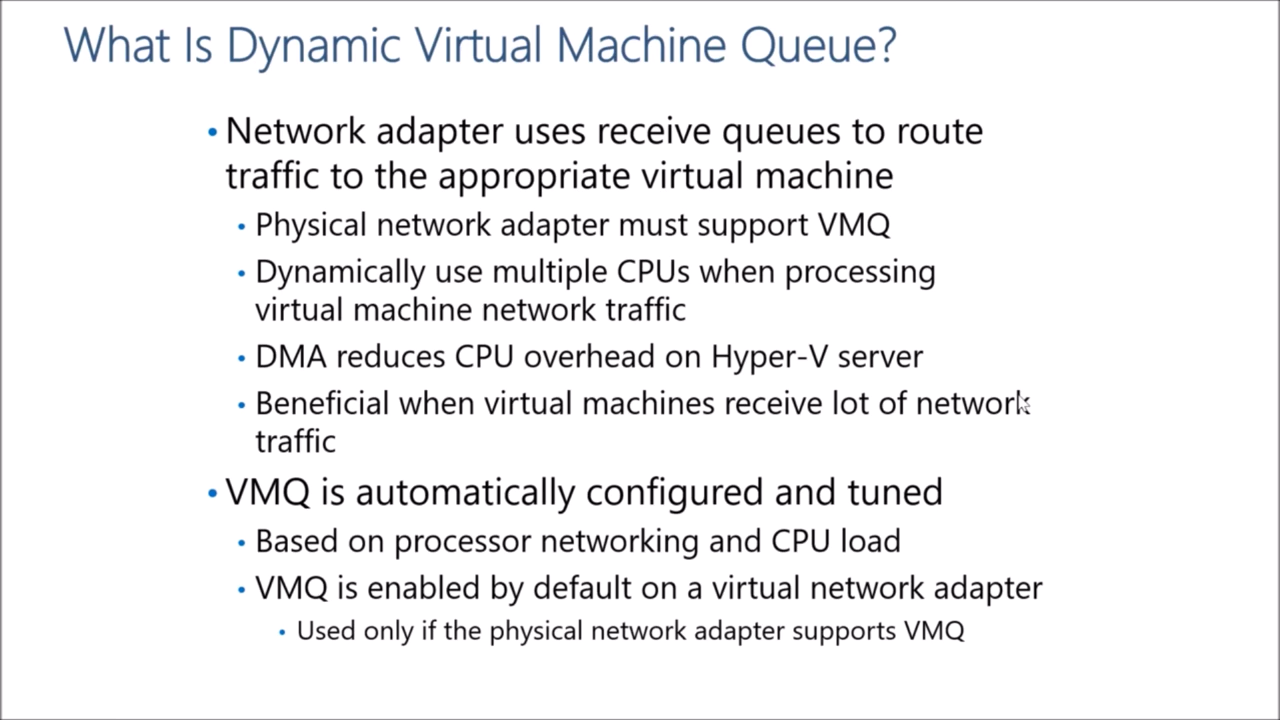 What Is Dynamic Virtual Machine Queue?
• Network adapter uses receive queues to route
traffic to the appropriate virtual machine
• Physical network adapter must support VMQ
• Dynamically use multiple CPUs when processing
virtual machine network traffic
• DMA reduces CPU overhead on Hyper-V server
• Beneficial when virtual machines receive lot of network
traffic
• VMQ is automatically configured and tuned
• Based on processor networking and CPU load
• VMQ is enabled by default on a virtual network adapter
• Used only if the physical network adapter supports VMQ